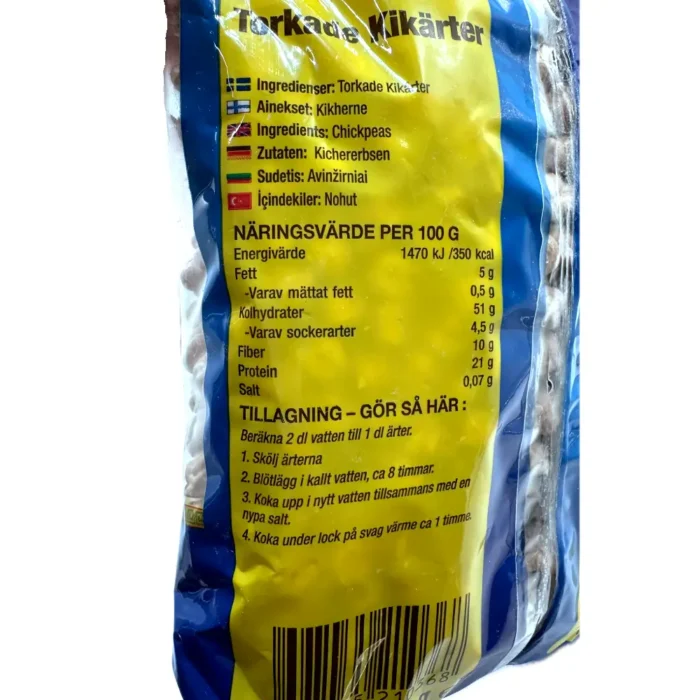 Torkade Kikärter
Ingredienser: Torkade Kikärter
Ainekset: Kikherne
Ingredients: Chickpeas
Zutaten: Kichererbsen
Sudetis: Avinžirniai
İçindekiler: Nohut
NÄRINGSVÄRDE PER 100 G
Energivärde 1470 kJ /350 kcal
Fett 5 g
-Varav mättat fett 0,5 g
Kolhydrater 51 g
-Varav sockerarter 4,5 g
Fiber 10 g
Protein 21 g
Salt 0,07 g
TILLAGNING – GÖR SÅ HÄR :
Beräkna 2 dl vatten till 1 dl ärter.
1. Skölj ärterna
2. Blötlägg i kallt vatten, ca 8 timmar.
3. Koka upp i nytt vatten tillsammans med en
nypa salt.
4. Koka under lock på svag värme ca 1 timme.